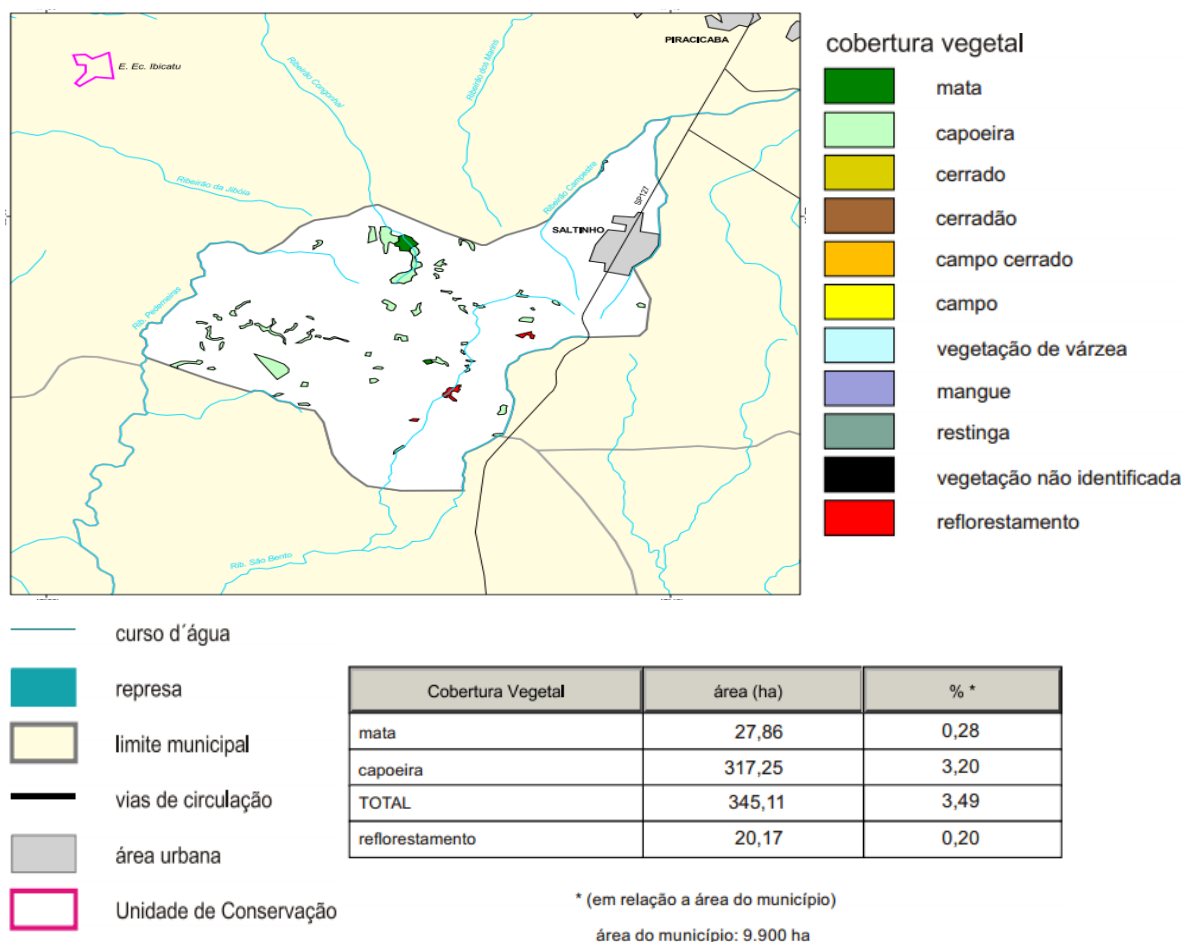 PIRACICABA
E. Ec. Ibicatu
Ribeirão Congonhal
Ribeirão dos Marins
Ribeirão da Jibóia
Ribeirão Campestre
SP127
SALTINHO
Rib. Pederneiras
Rib. São Bento
cobertura vegetal
mata
capoeira
cerrado
cerradão
campo cerrado
campo
vegetação de várzea
mangue
restinga
vegetação não identificada
reflorestamento
curso d´água
represa
limite municipal
vias de circulação
área urbana
Unidade de Conservação
Cobertura Vegetal área (ha) % *
mata 27,86 0,28
capoeira 317,25 3,20
TOTAL 345,11 3,49
reflorestamento 20,17 0,20
* (em relação a área do município)
área do município: 9.900 ha